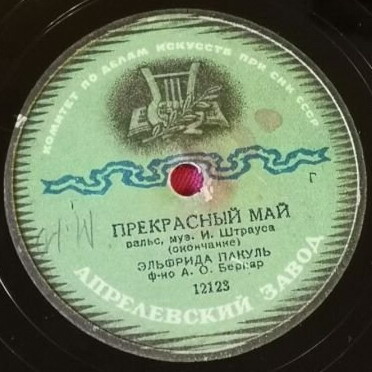 КОМИТЕТ ПО ДЕЛАМ ИСКУССТВ ПРИ СНК СССР
Г
ПРЕКРАСНЫЙ МАЙ
вальс, муз. И. Штрауса
(окончание)
ЭЛЬФРИДА ПАКУЛЬ
ф-но А. О. Бернар
12123
АПРЕЛЕВСКИЙ ЗАВОД